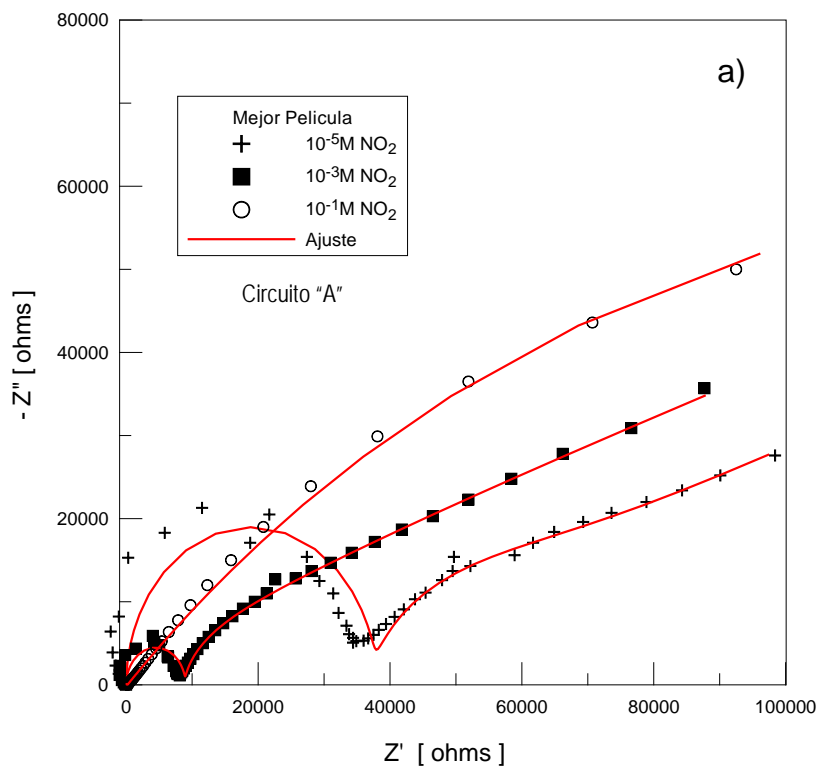 80000
60000
40000
20000
0
- Z" [ ohms ]
a)
Mejor Pelicula
10-5M NO2
10-3M NO2
10-1M NO2
Ajuste
Circuito "A"
0 20000 40000 60000 80000 100000
Z' [ ohms ]